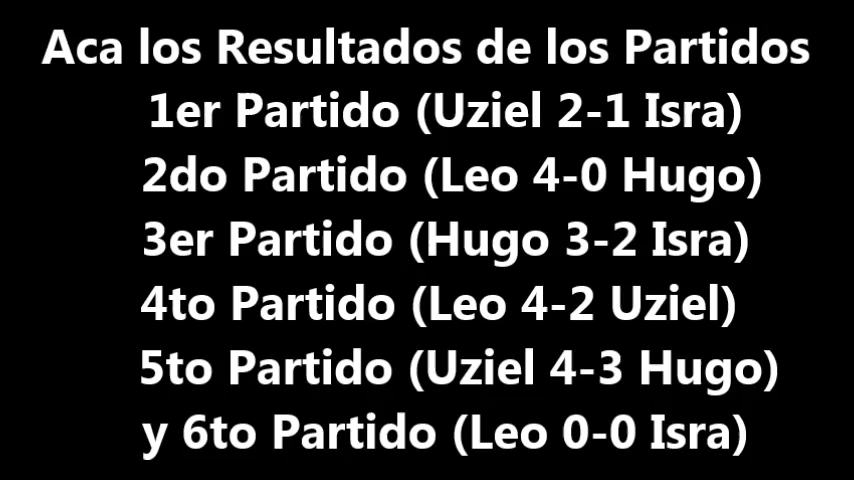 Aca los Resultados de los Partidos
1er Partido (Uziel 2-1 Isra)
2do Partido (Leo 4-0 Hugo)
3er Partido (Hugo 3-2 Isra)
4to Partido (Leo 4-2 Uziel)
5to Partido (Uziel 4-3 Hugo)
y 6to Partido (Leo 0-0 Isra)